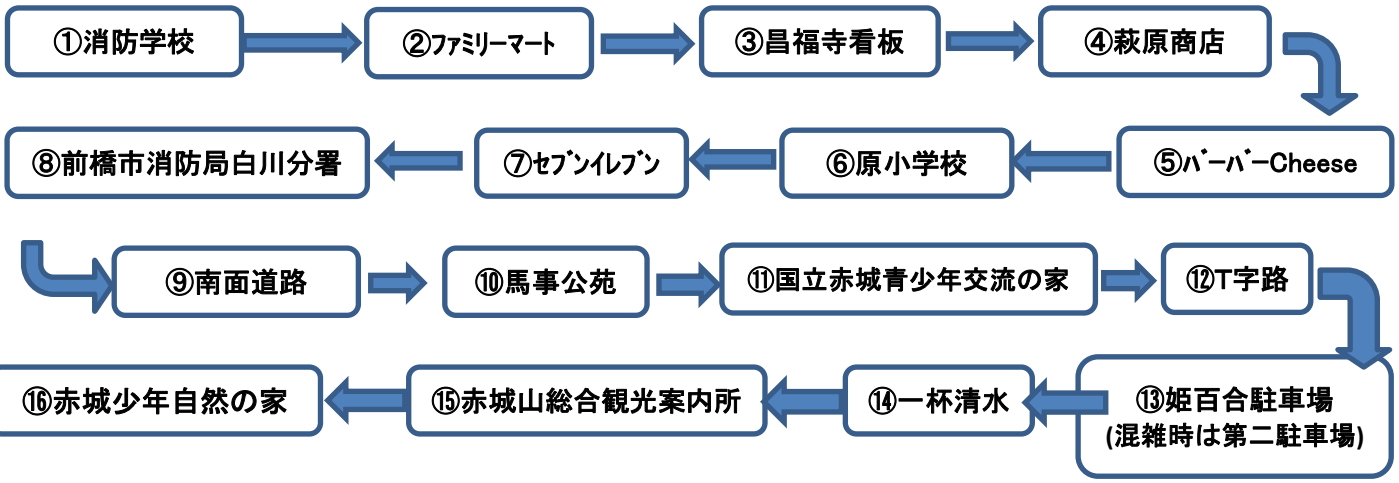 ①消防学校
②ﾌｧﾐﾘｰﾏｰﾄ
③昌福寺看板
④萩原商店
⑤ﾊﾞｰﾊﾞｰCheese
⑥原小学校
⑦ｾﾌﾞﾝｲﾚﾌﾞﾝ
⑧前橋市消防局白川分署
⑨南面道路
⑩馬事公苑
⑪国立赤城青少年交流の家
⑫T字路
⑬姫百合駐車場
(混雑時は第二駐車場)
⑭一杯清水
⑮赤城山総合観光案内所
⑯赤城少年自然の家